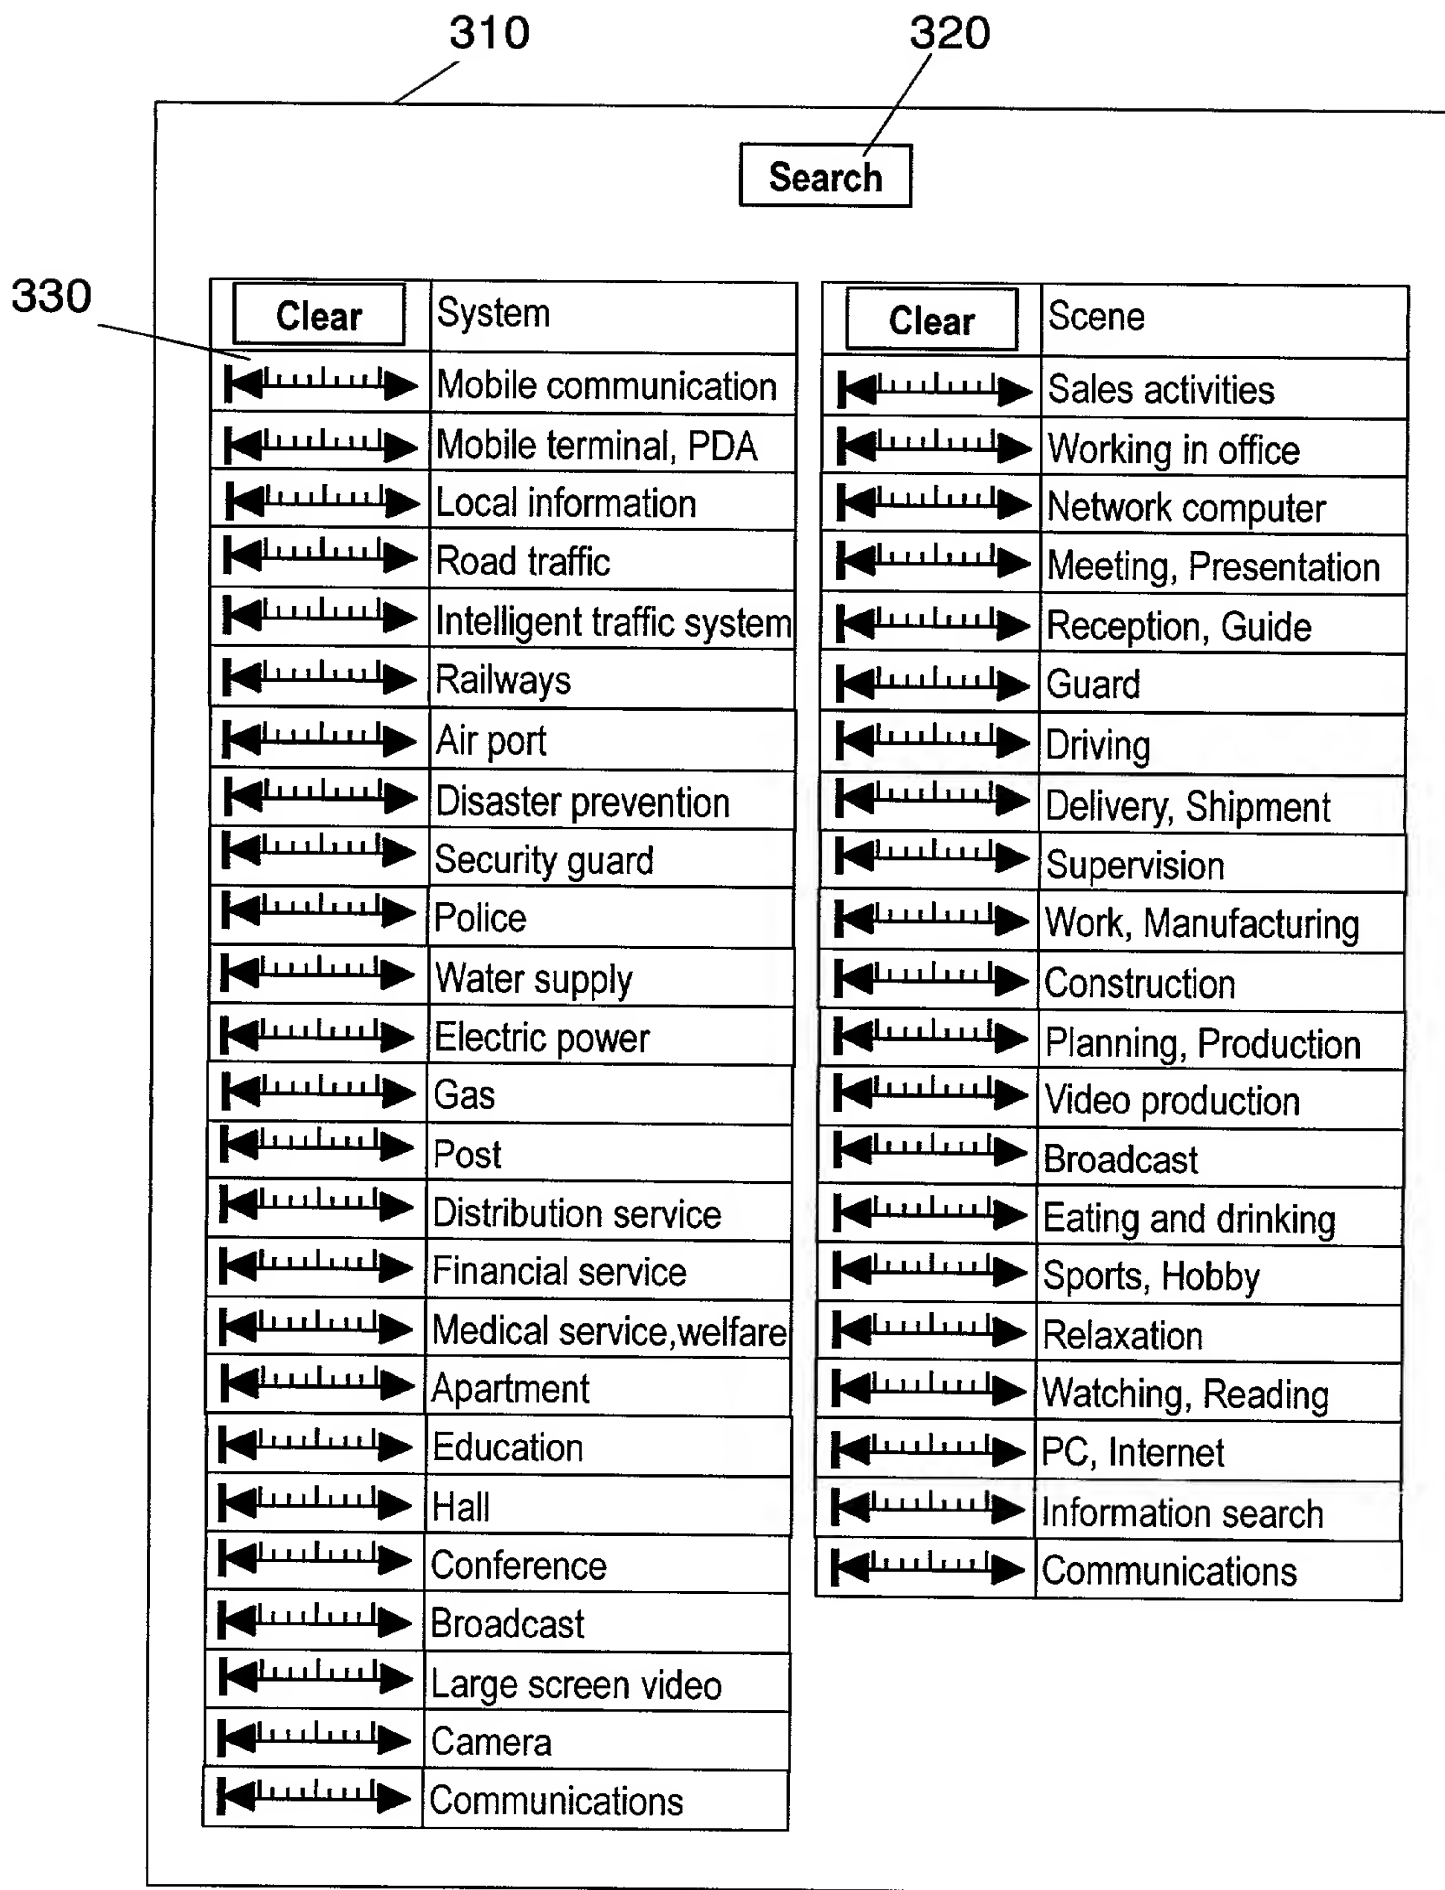 310
320
Search
330
Clear System
Mobile communication
Mobile terminal, PDA
Local information
Road traffic
Intelligent traffic system
Railways
Air port
Disaster prevention
Security guard
Police
Water supply
Electric power
Gas
Post
Distribution service
Financial service
Medical service,welfare
Apartment
Education
Hall
Conference
Broadcast
Large screen video
Camera
Communications
Clear Scene
Sales activities
Working in office
Network computer
Meeting, Presentation
Reception, Guide
Guard
Driving
Delivery, Shipment
Supervision
Work, Manufacturing
Construction
Planning, Production
Video production
Broadcast
Eating and drinking
Sports, Hobby
Relaxation
Watching, Reading
PC, Internet
Information search
Communications